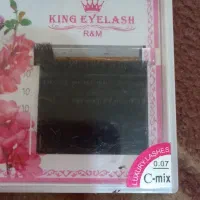 KING EYELASH
R&M
LUXURY LASHES
0.07
C-mix